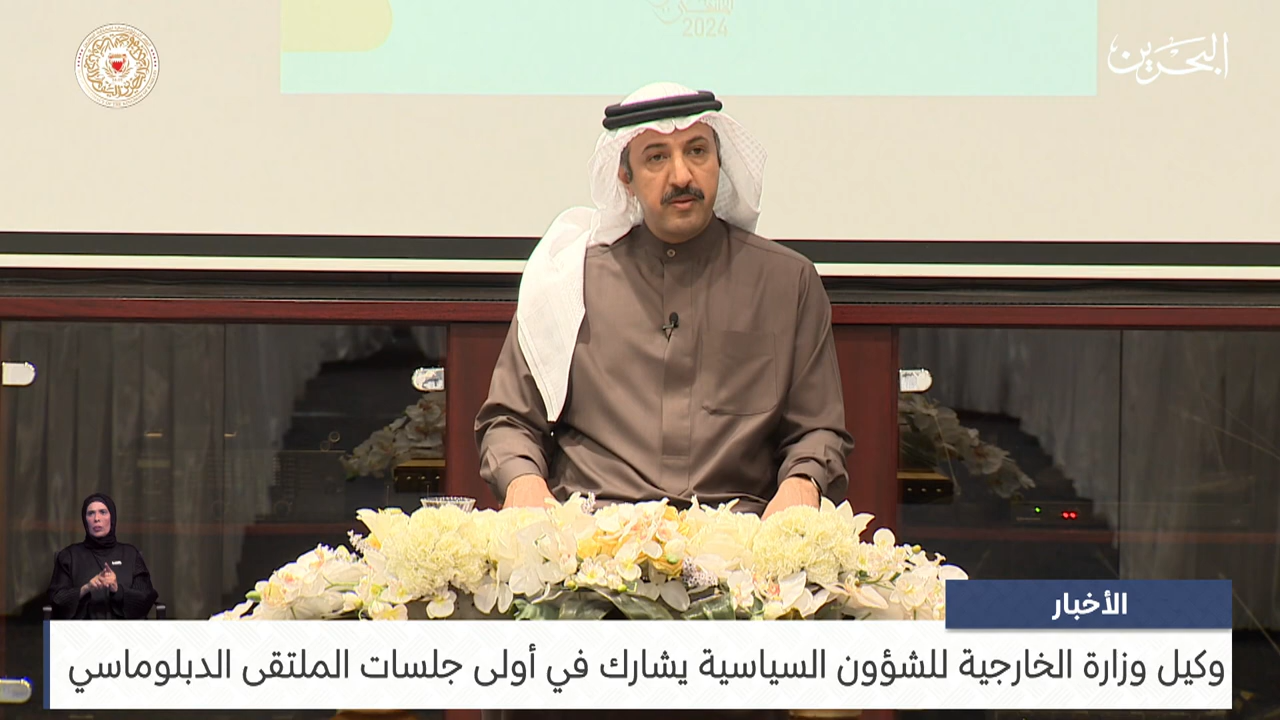 2024
البحرين
الأخبار
وكيل وزارة الخارجية للشؤون السياسية يشارك في أولى جلسات الملتقى الدبلوماسي